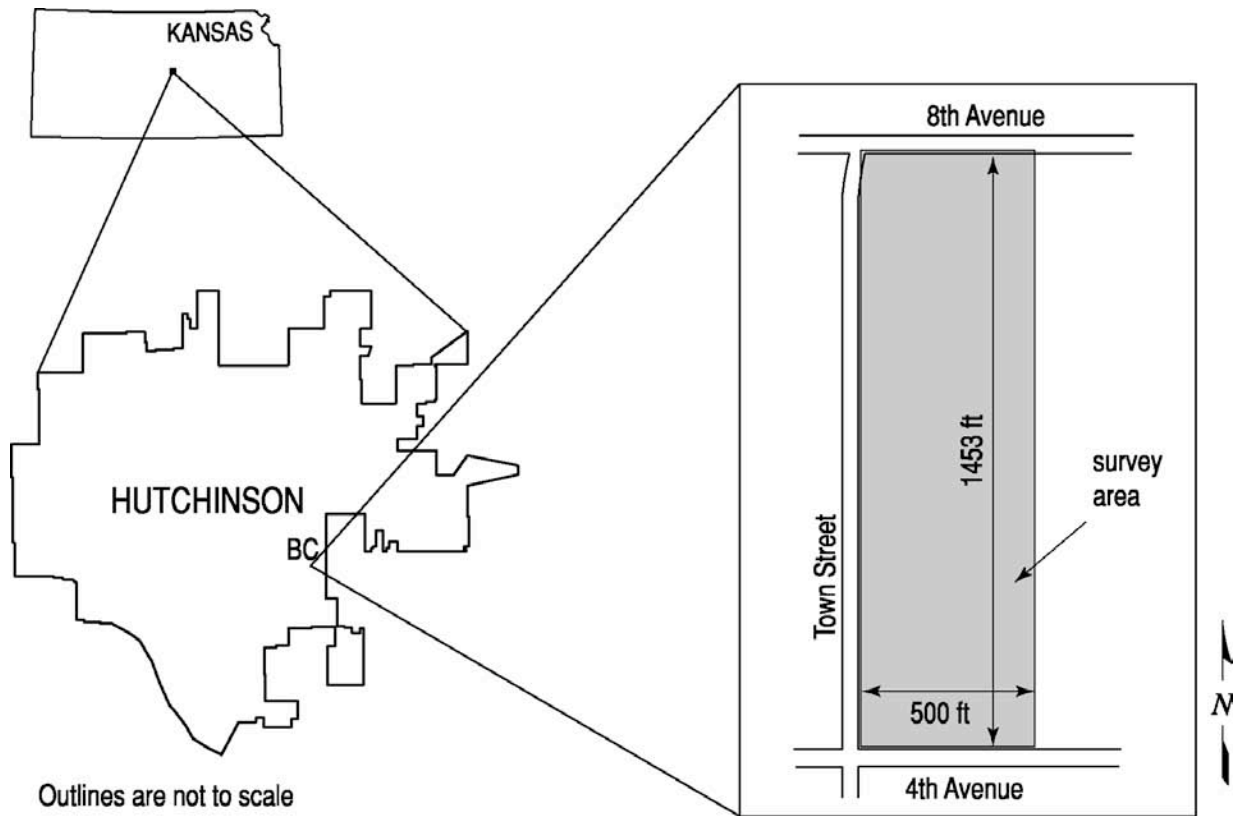 KANSAS
8th Avenue
1453 ft
survey
area
HUTCHINSON
BC
Town Street
500 ft
N
4th Avenue
Outlines are not to scale